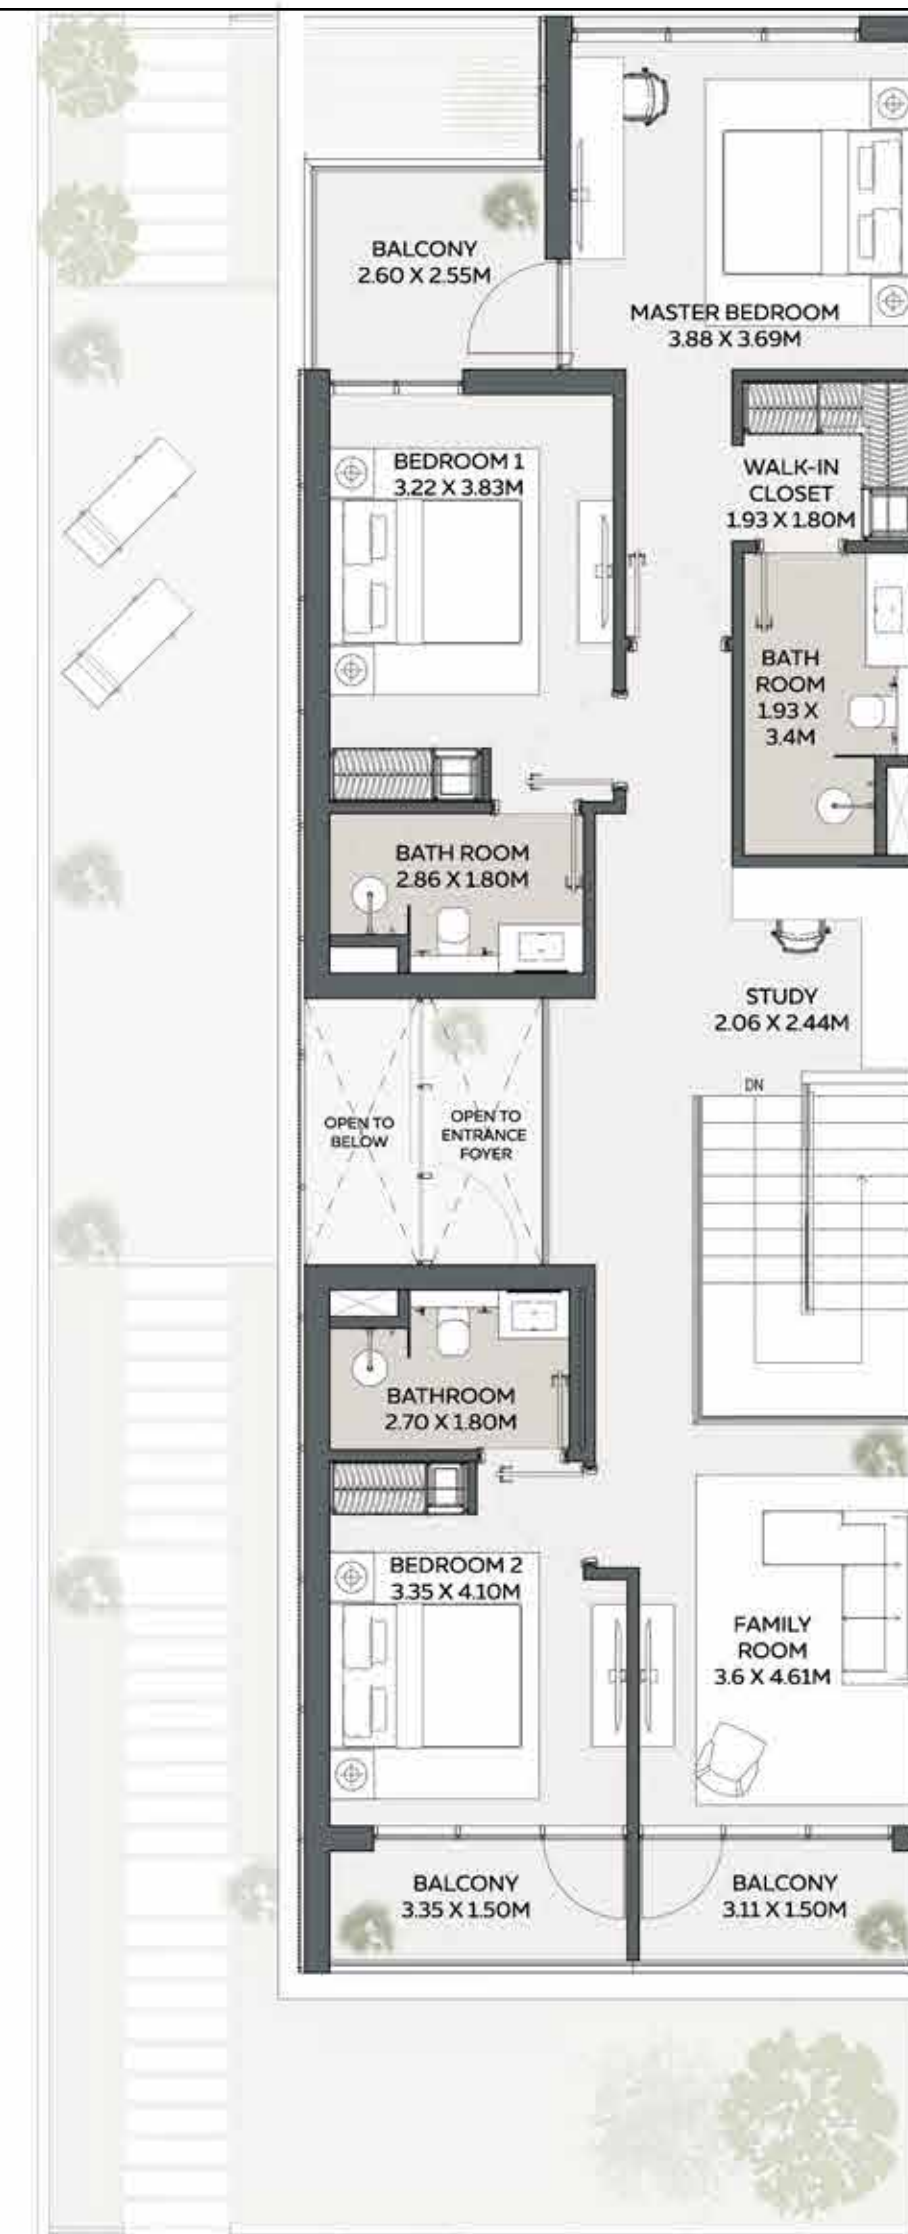 BALCONY
2.60 X 2.55M
MASTER BEDROOM
3.88 X 3.69M
BEDROOM 1
3.22 X 3.83M
WALK-IN
CLOSET
1.93 X 1.80M
BATH
ROOM
1.93 X
3.4M
BATH ROOM
2.86 X 1.80M
STUDY
2.06 X 2.44M
DN
OPEN TO
BELOW
OPEN TO
ENTRANCE
FOYER
BATHROOM
2.70 X 1.80M
BEDROOM 2
3.35 X 4.10M
FAMILY
ROOM
3.6 X 4.61M
BALCONY
3.35 X 1.50M
BALCONY
3.11 X 1.50M